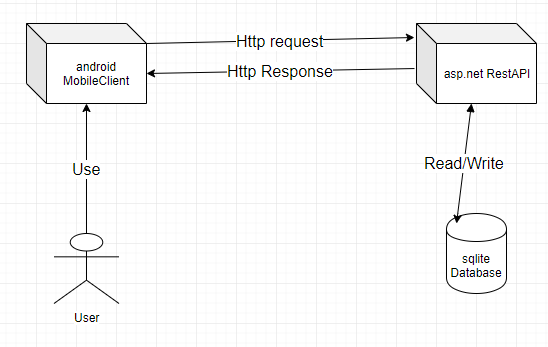 Http request
android
MobileClient
Http Response
asp.net RestAPI
Use
Read/Write
sqlite
Database
User